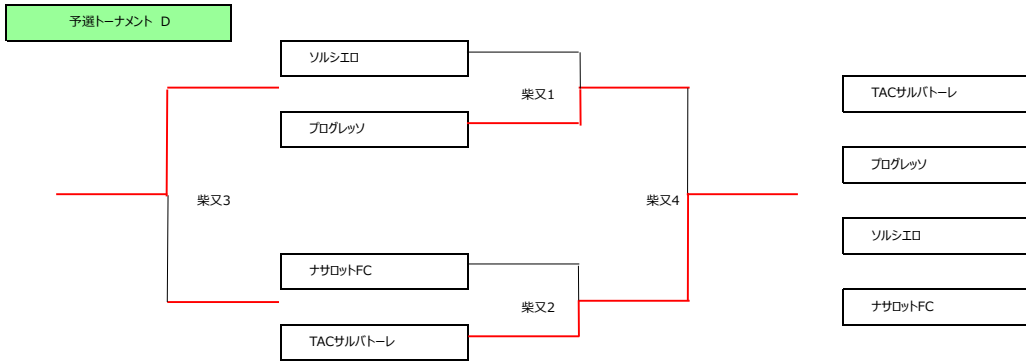 予選トーナメント D
ソルシエロ
柴又1
TACサルバトーレ
プログレッソ
プログレッソ
柴又3
柴又4
ソルシエロ
ナサロットFC
柴又2
ナサロットFC
TACサルバトーレ